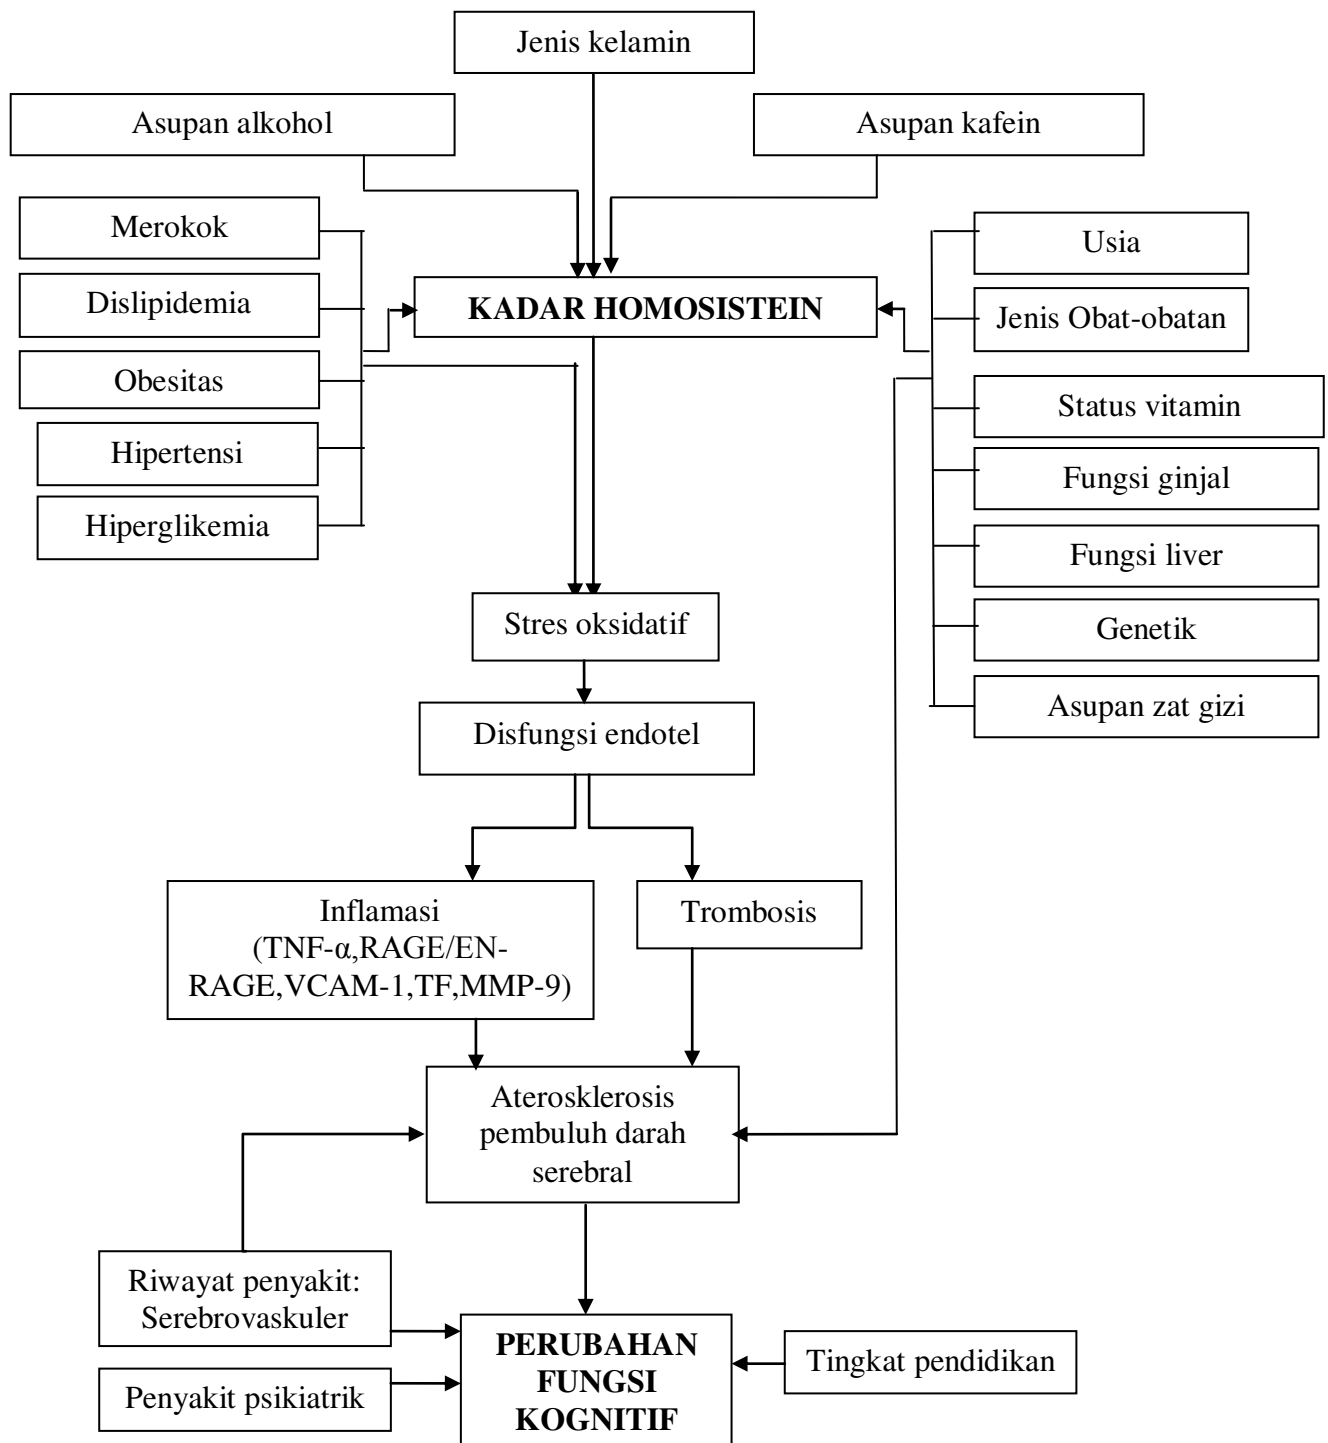 Jenis kelamin
Asupan alkohol
Asupan kafein
Merokok
Dislipidemia
Obesitas
Hipertensi
Hiperglikemia
KADAR HOMOSISTEIN
Usia
Jenis Obat-obatan
Status vitamin
Fungsi ginjal
Fungsi liver
Genetik
Asupan zat gizi
Stres oksidatif
Disfungsi endotel
Inflamasi
(TNF-α,RAGE/EN-
RAGE,VCAM-1,TF,MMP-9)
Trombosis
Aterosklerosis
pembuluh darah
serebral
Riwayat penyakit:
Serebrovaskuler
Penyakit psikiatrik
PERUBAHAN
FUNGSI
KOGNITIF
Tingkat pendidikan